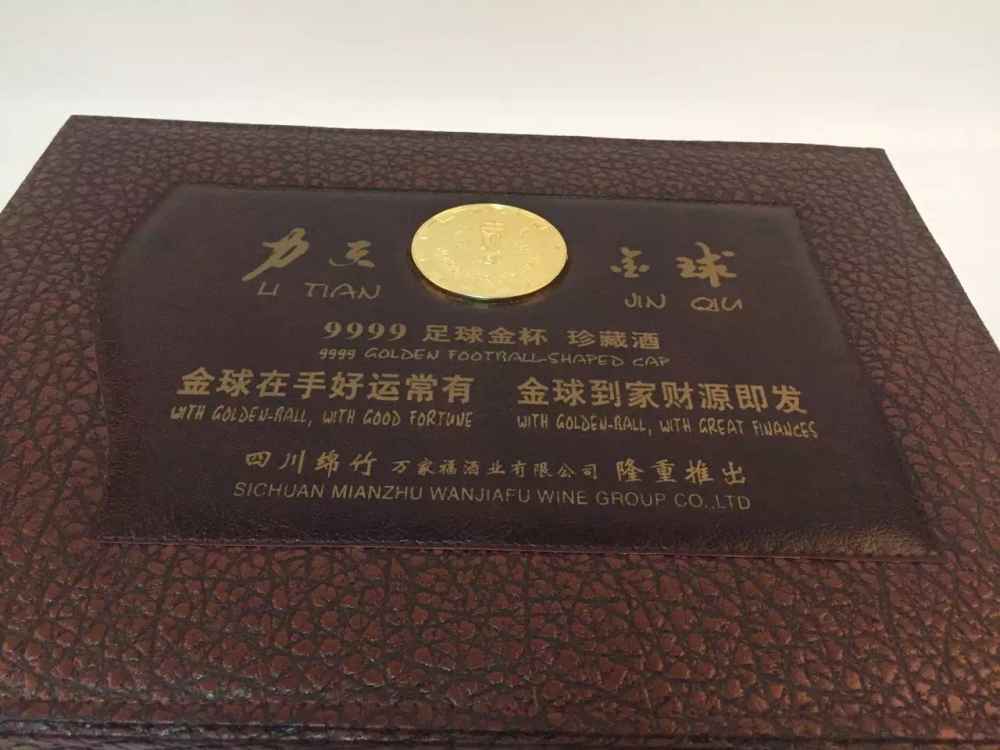 力天 金球
LI TIAN JIN QIU
9999 足球金杯 珍藏酒
9999 GOLDEN FOOTBALL-SHAPED CAP
金球在手好运常有 金球到家财源即发
WITH GOLDEN-BALL, WITH GOOD FORTUNE WITH GOLDEN-BALL, WITH GREAT FINANCES
四川绵竹 万家福酒业有限公司 隆重推出
SICHUAN MIANZHU WANJIAFU WINE GROUP CO.,LTD